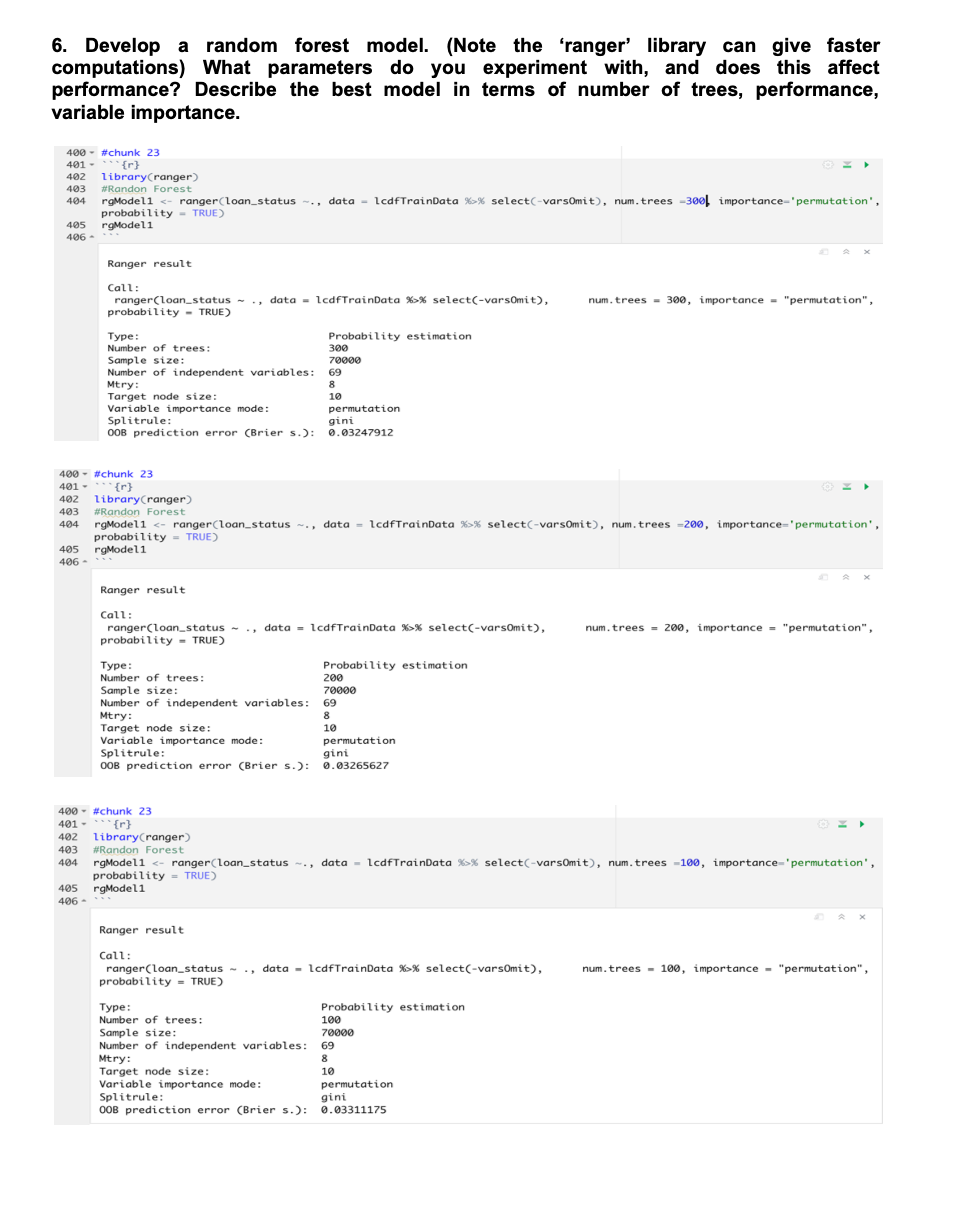 6. Develop a random forest model. (Note the ‘ranger’ library can give faster
computations) What parameters do you experiment with, and does this affect
performance? Describe the best model in terms of number of trees, performance,
variable importance.
400 #chunk 23
401 ```{r}
402 library(ranger)
403 #Randon Forest
404 rgModel1 <- ranger(loan_status ~., data = lcdfTrainData %>% select(-varsOmit), num.trees =300, importance='permutation',
probability = TRUE)
405 rgModel1
406 ```
Ranger result
Call:
ranger(loan_status ~ ., data = lcdfTrainData %>% select(-varsOmit), num.trees = 300, importance = "permutation",
probability = TRUE)
Type: Probability estimation
Number of trees: 300
Sample size: 70000
Number of independent variables: 69
Mtry: 8
Target node size: 10
Variable importance mode: permutation
Splitrule: gini
OOB prediction error (Brier s.): 0.03247912
400 #chunk 23
401 ```{r}
402 library(ranger)
403 #Randon Forest
404 rgModel1 <- ranger(loan_status ~., data = lcdfTrainData %>% select(-varsOmit), num.trees =200, importance='permutation',
probability = TRUE)
405 rgModel1
406 ```
Ranger result
Call:
ranger(loan_status ~ ., data = lcdfTrainData %>% select(-varsOmit), num.trees = 200, importance = "permutation",
probability = TRUE)
Type: Probability estimation
Number of trees: 200
Sample size: 70000
Number of independent variables: 69
Mtry: 8
Target node size: 10
Variable importance mode: permutation
Splitrule: gini
OOB prediction error (Brier s.): 0.03265627
400 #chunk 23
401 ```{r}
402 library(ranger)
403 #Randon Forest
404 rgModel1 <- ranger(loan_status ~., data = lcdfTrainData %>% select(-varsOmit), num.trees =100, importance='permutation',
probability = TRUE)
405 rgModel1
406 ```
Ranger result
Call:
ranger(loan_status ~ ., data = lcdfTrainData %>% select(-varsOmit), num.trees = 100, importance = "permutation",
probability = TRUE)
Type: Probability estimation
Number of trees: 100
Sample size: 70000
Number of independent variables: 69
Mtry: 8
Target node size: 10
Variable importance mode: permutation
Splitrule: gini
OOB prediction error (Brier s.): 0.03311175